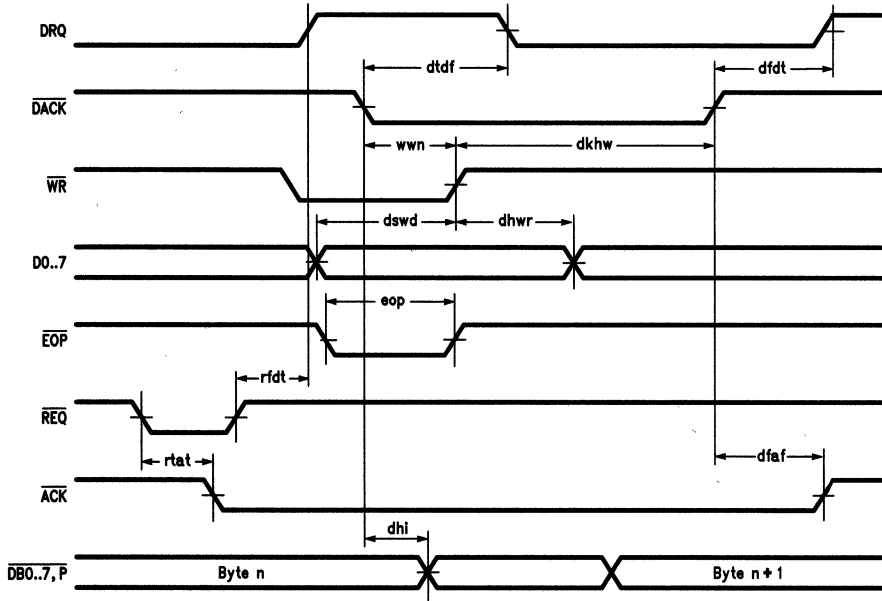 DRQ
dtdf
dfdt
DACK
wwn
dkhw
WR
dswd
dhwr
D0..7
eop
EOP
rfdt
REQ
rtat
dfaf
ACK
dhi
DB0..7,P
Byte n
Byte n+1